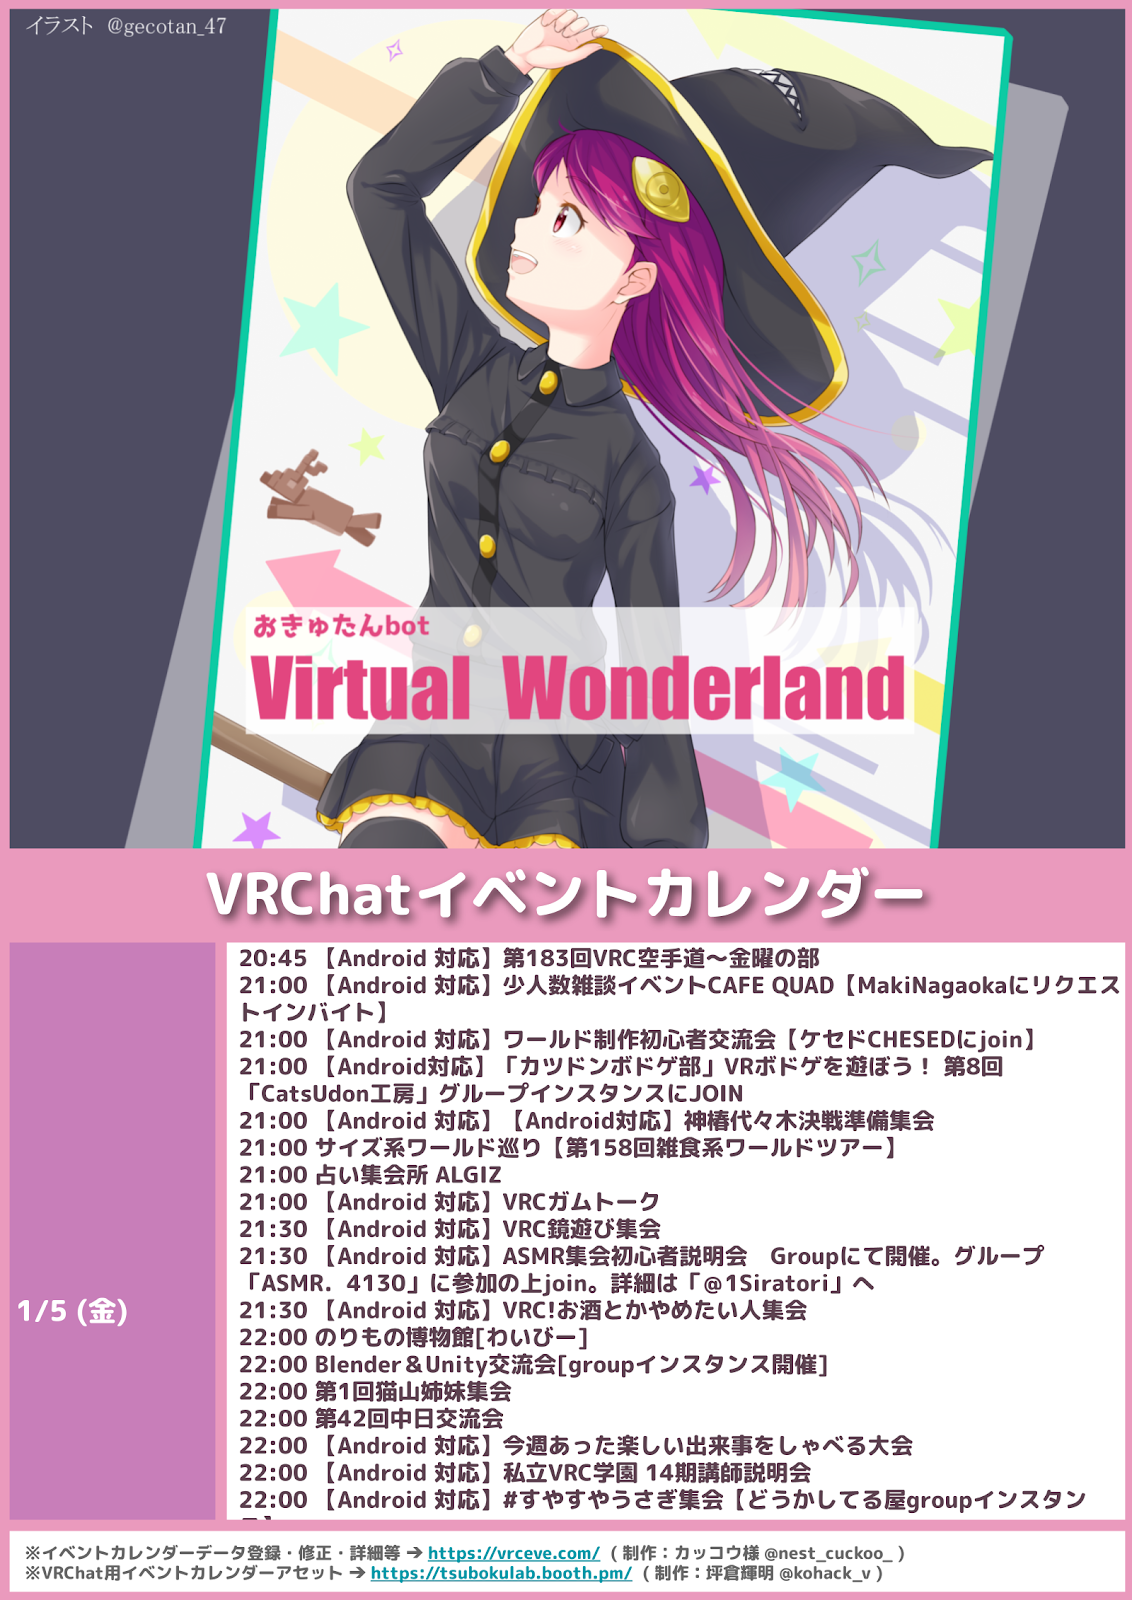 イラスト @gecotan_47
おきゅたんbot
Virtual Wonderland
VRChatイベントカレンダー
1/5 (金)
20:45 【Android 対応】第183回VRC空手道～金曜の部
21:00 【Android 対応】少人数雑談イベントCAFE QUAD【MakiNagaokaにリクエス
トインバイト】
21:00 【Android 対応】ワールド制作初心者交流会【ケセドCHESEDにjoin】
21:00 【Android対応】「カツドンボドゲ部」VRボドゲを遊ぼう！ 第8回
「CatsUdon工房」グループインスタンスにJOIN
21:00 【Android 対応】【Android対応】神椿代々木決戦準備集会
21:00 サイズ系ワールド巡り【第158回雑食系ワールドツアー】
21:00 占い集会所 ALGIZ
21:00 【Android 対応】VRCガムトーク
21:30 【Android 対応】VRC鏡遊び集会
21:30 【Android 対応】ASMR集会初心者説明会　Groupにて開催。グループ
「ASMR．4130」に参加の上join。詳細は「@1Siratori」へ
21:30 【Android 対応】VRC!お酒とかやめたい人集会
22:00 のりもの博物館[わいびー]
22:00 Blender＆Unity交流会[groupインスタンス開催]
22:00 第1回猫山姉妹集会
22:00 第42回中日交流会
22:00 【Android 対応】今週あった楽しい出来事をしゃべる大会
22:00 【Android 対応】私立VRC学園 14期講師説明会
22:00 【Android 対応】#すやすやうさぎ集会【どうかしてる屋groupインスタン
※イベントカレンダーデータ登録・修正・詳細等 ➔ https://vrceve.com/ （制作：カッコウ様 @nest_cuckoo_ ）
※VRChat用イベントカレンダーアセット ➔ https://tsubokulab.booth.pm/ （制作：坪倉輝明 @kohack_v ）